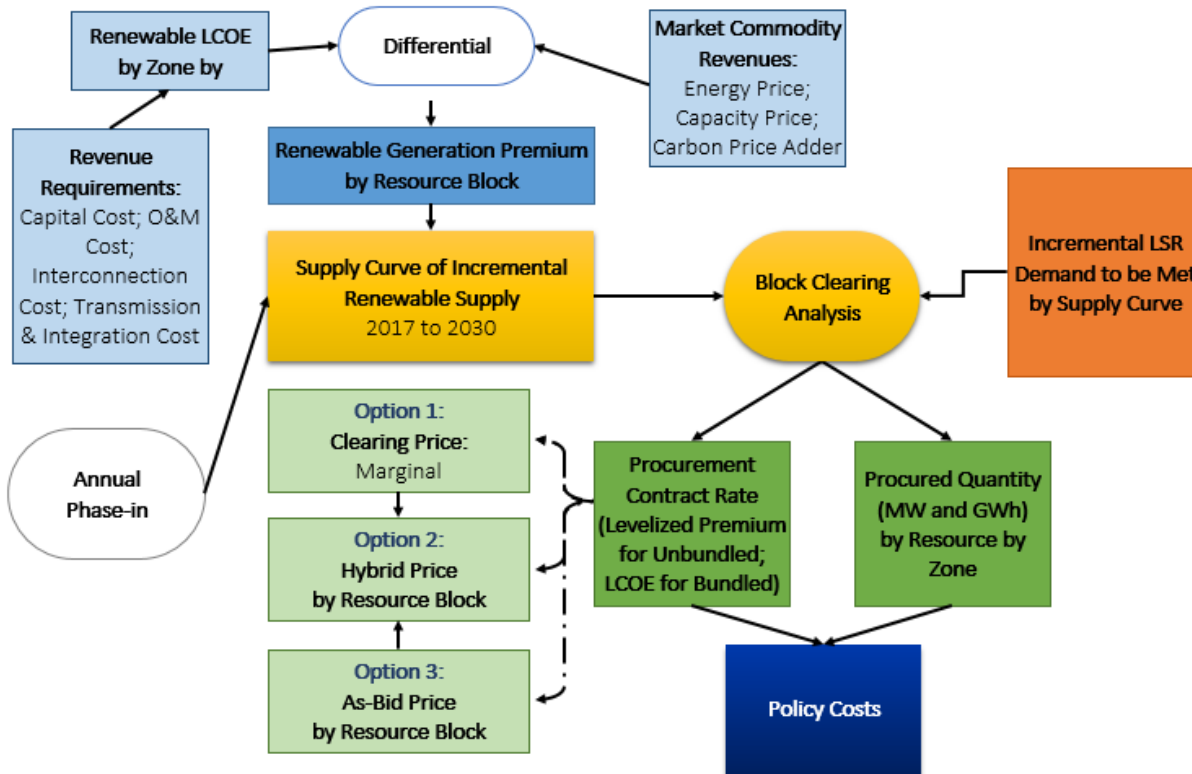 Renewable LCOE
by Zone by
Differential
Market Commodity
Revenues:
Energy Price;
Capacity Price;
Carbon Price Adder
Revenue
Requirements:
Capital Cost; O&M
Cost;
Interconnection
Cost; Transmission
& Integration Cost
Renewable Generation Premium
by Resource Block
Supply Curve of Incremental
Renewable Supply
2017 to 2030
Block Clearing
Analysis
Incremental LSR
Demand to be Met
by Supply Curve
Annual
Phase-in
Option 1:
Clearing Price:
Marginal
Option 2:
Hybrid Price
by Resource Block
Option 3:
As-Bid Price
by Resource Block
Procurement
Contract Rate
(Levelized Premium
for Unbundled;
LCOE for Bundled)
Procured Quantity
(MW and GWh)
by Resource by
Zone
Policy Costs